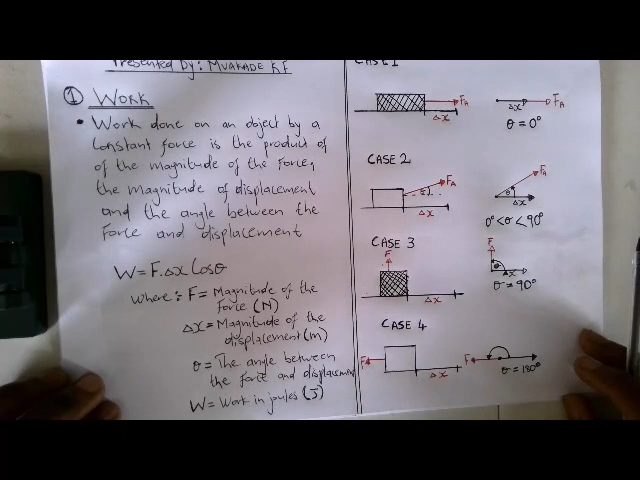 Presented by: MUAKADE KF
① WORK
• Work done on an object by a
constant force is the product of
of the magnitude of the force,
the magnitude of displacement
and the angle between the
Force and displacement
W = F.Δx Cosθ
where: F = Magnitude of the
force (N)
Δx = Magnitude of the
displacement (m)
θ = The angle between
the force and displacement
W = Work in joules (J)
CASE 1
F_A
Δx
Δx
F_A
θ = 0°
CASE 2
F_A
Δx
F_A
θ
Δx
0° < θ < 90°
CASE 3
F
Δx
F
Δx
θ = 90°
CASE 4
F
Δx
F
θ = 180°